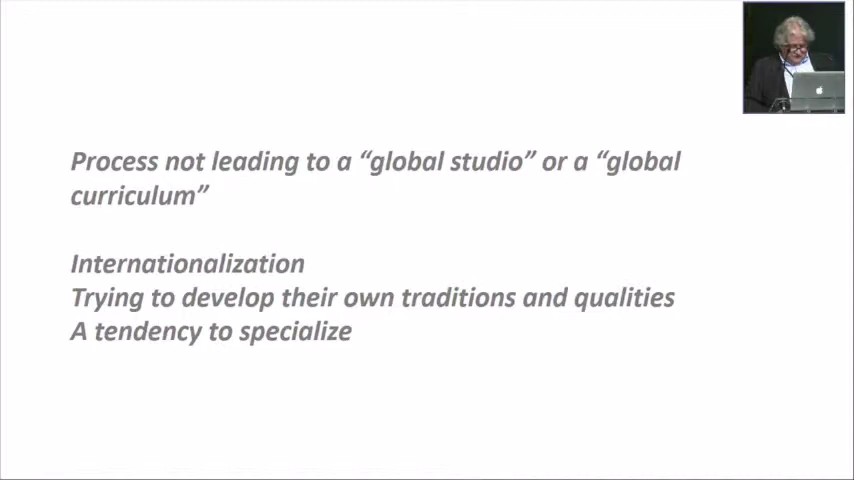 Process not leading to a “global studio” or a “global
curriculum”
Internationalization
Trying to develop their own traditions and qualities
A tendency to specialize